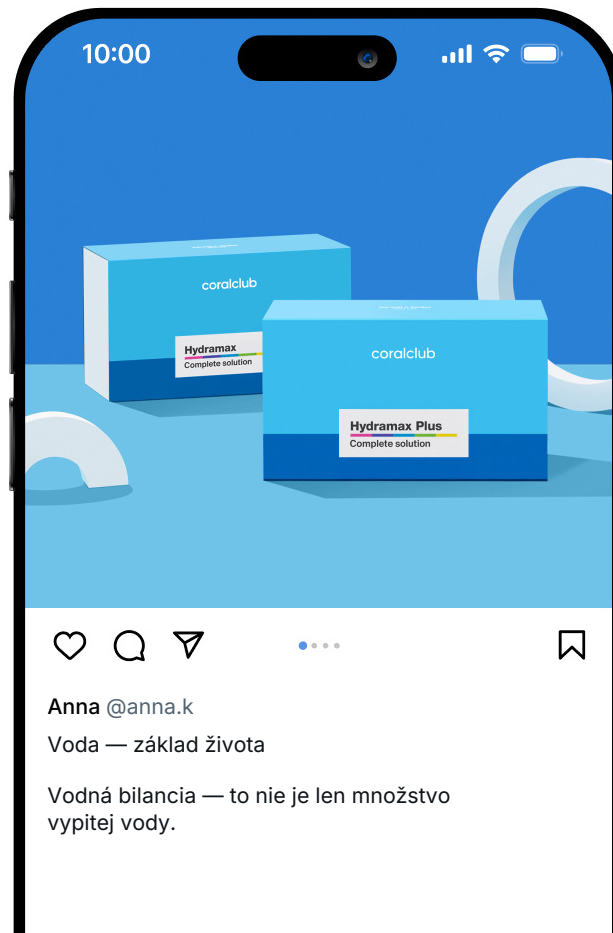 10:00
coralclub
Hydramax
Complete solution
coralclub
Hydramax Plus
Complete solution
Anna @anna.k
Voda — základ života
Vodná bilancia — to nie je len množstvo
vypitej vody.